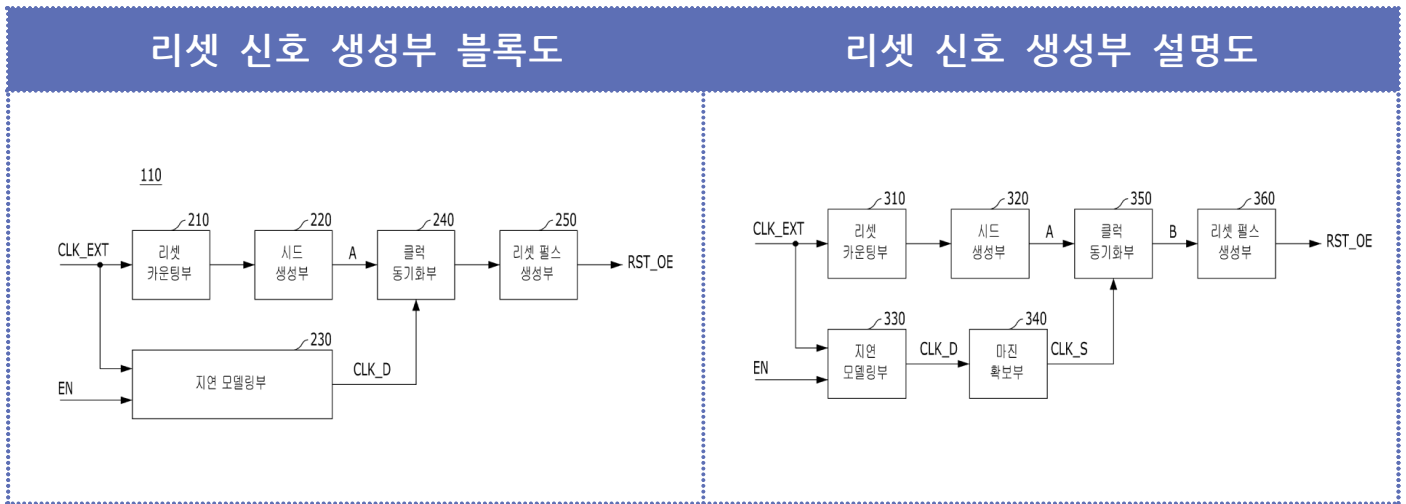 리셋 신호 생성부 블록도
리셋 신호 생성부 설명도
110
210
220
240
250
CLK_EXT
리셋
카운팅부
시드
생성부
A
클럭
동기화부
리셋 펄스
생성부
RST_OE
230
지연 모델링부
CLK_D
EN
310
320
350
360
CLK_EXT
리셋
카운팅부
시드
생성부
A
클럭
동기화부
B
리셋 펄스
생성부
RST_OE
330
340
지연
모델링부
CLK_D
마진
확보부
CLK_S
EN